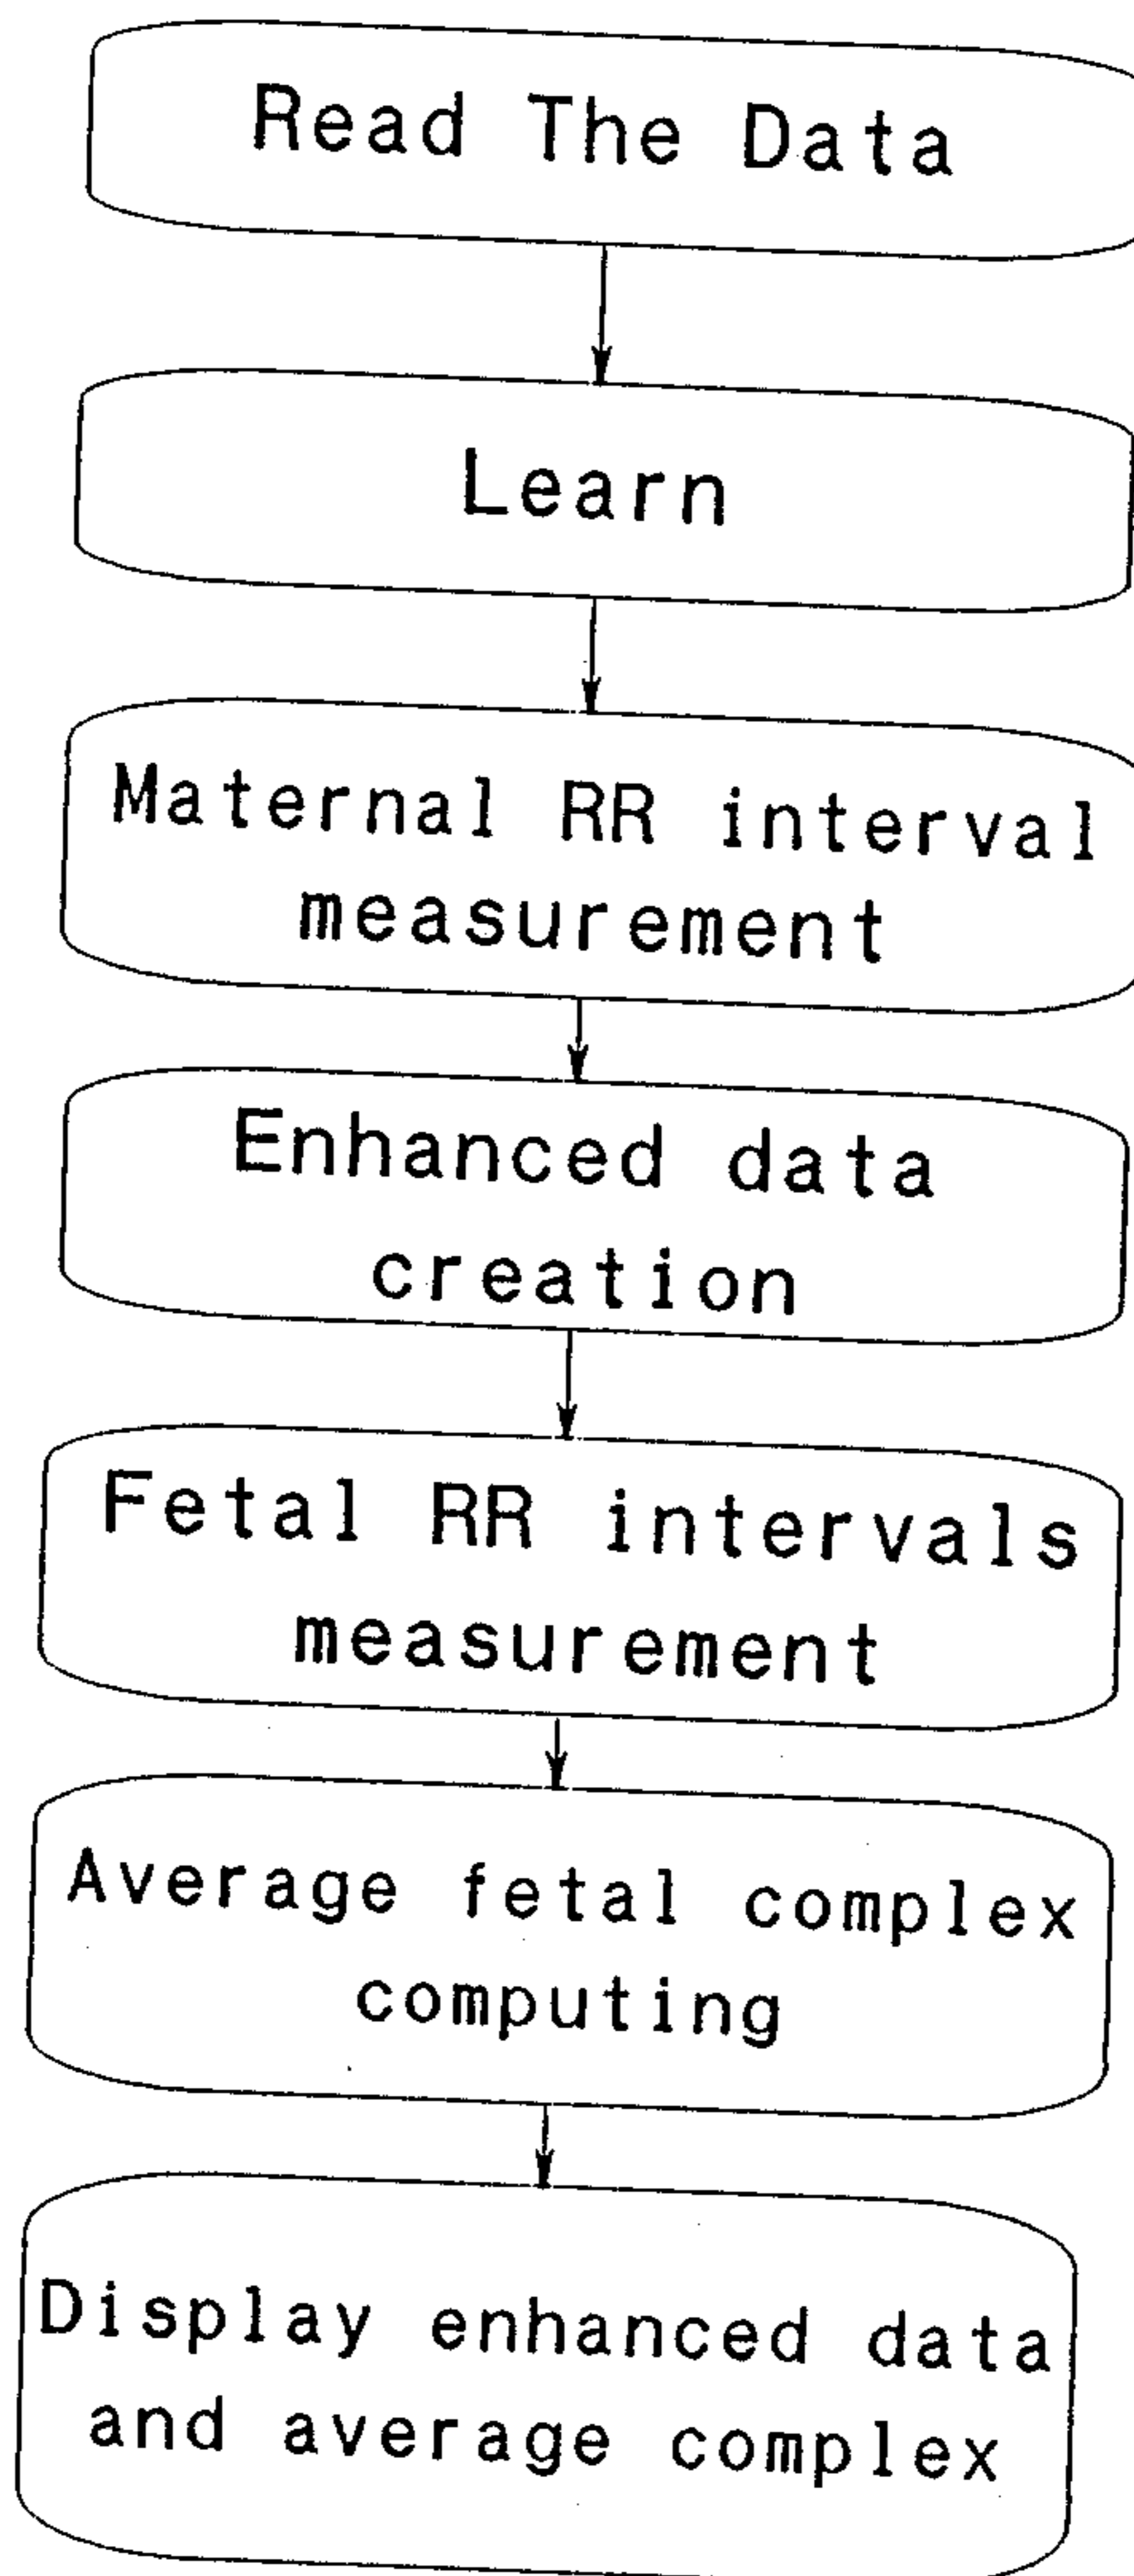 Read The Data
Learn
Maternal RR interval
measurement
Enhanced data
creation
Fetal RR intervals
measurement
Average fetal complex
computing
Display enhanced data
and average complex